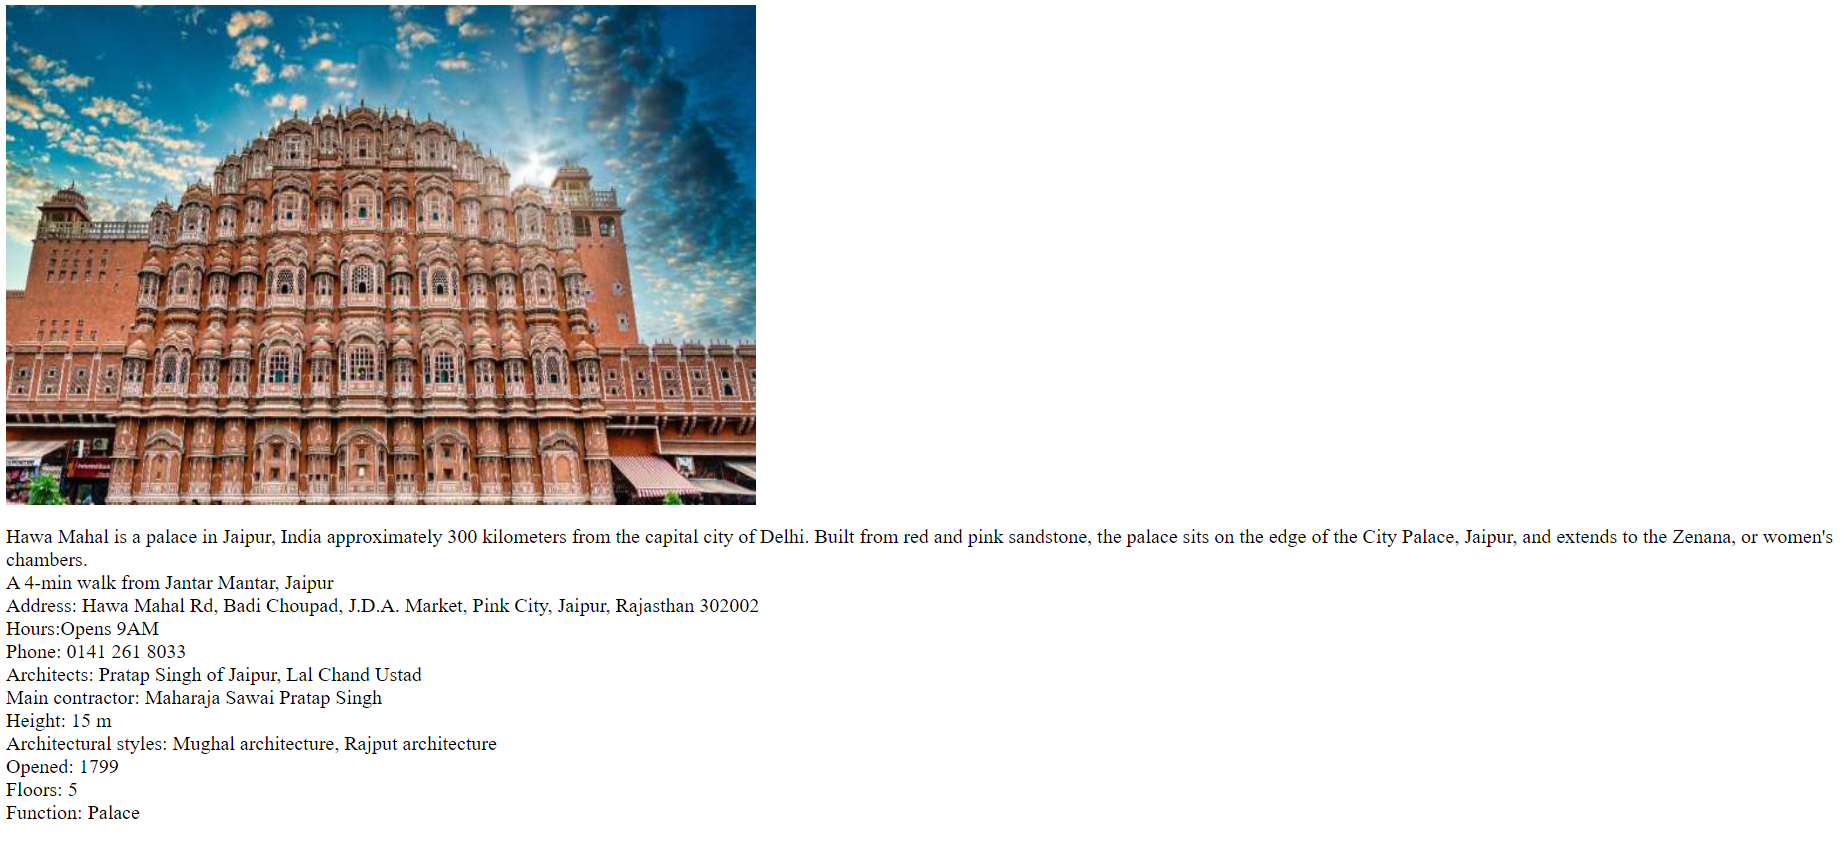 Hawa Mahal is a palace in Jaipur, India approximately 300 kilometers from the capital city of Delhi. Built from red and pink sandstone, the palace sits on the edge of the City Palace, Jaipur, and extends to the Zenana, or women's
chambers.
A 4-min walk from Jantar Mantar, Jaipur
Address: Hawa Mahal Rd, Badi Choupad, J.D.A. Market, Pink City, Jaipur, Rajasthan 302002
Hours:Opens 9AM
Phone: 0141 261 8033
Architects: Pratap Singh of Jaipur, Lal Chand Ustad
Main contractor: Maharaja Sawai Pratap Singh
Height: 15 m
Architectural styles: Mughal architecture, Rajput architecture
Opened: 1799
Floors: 5
Function: Palace